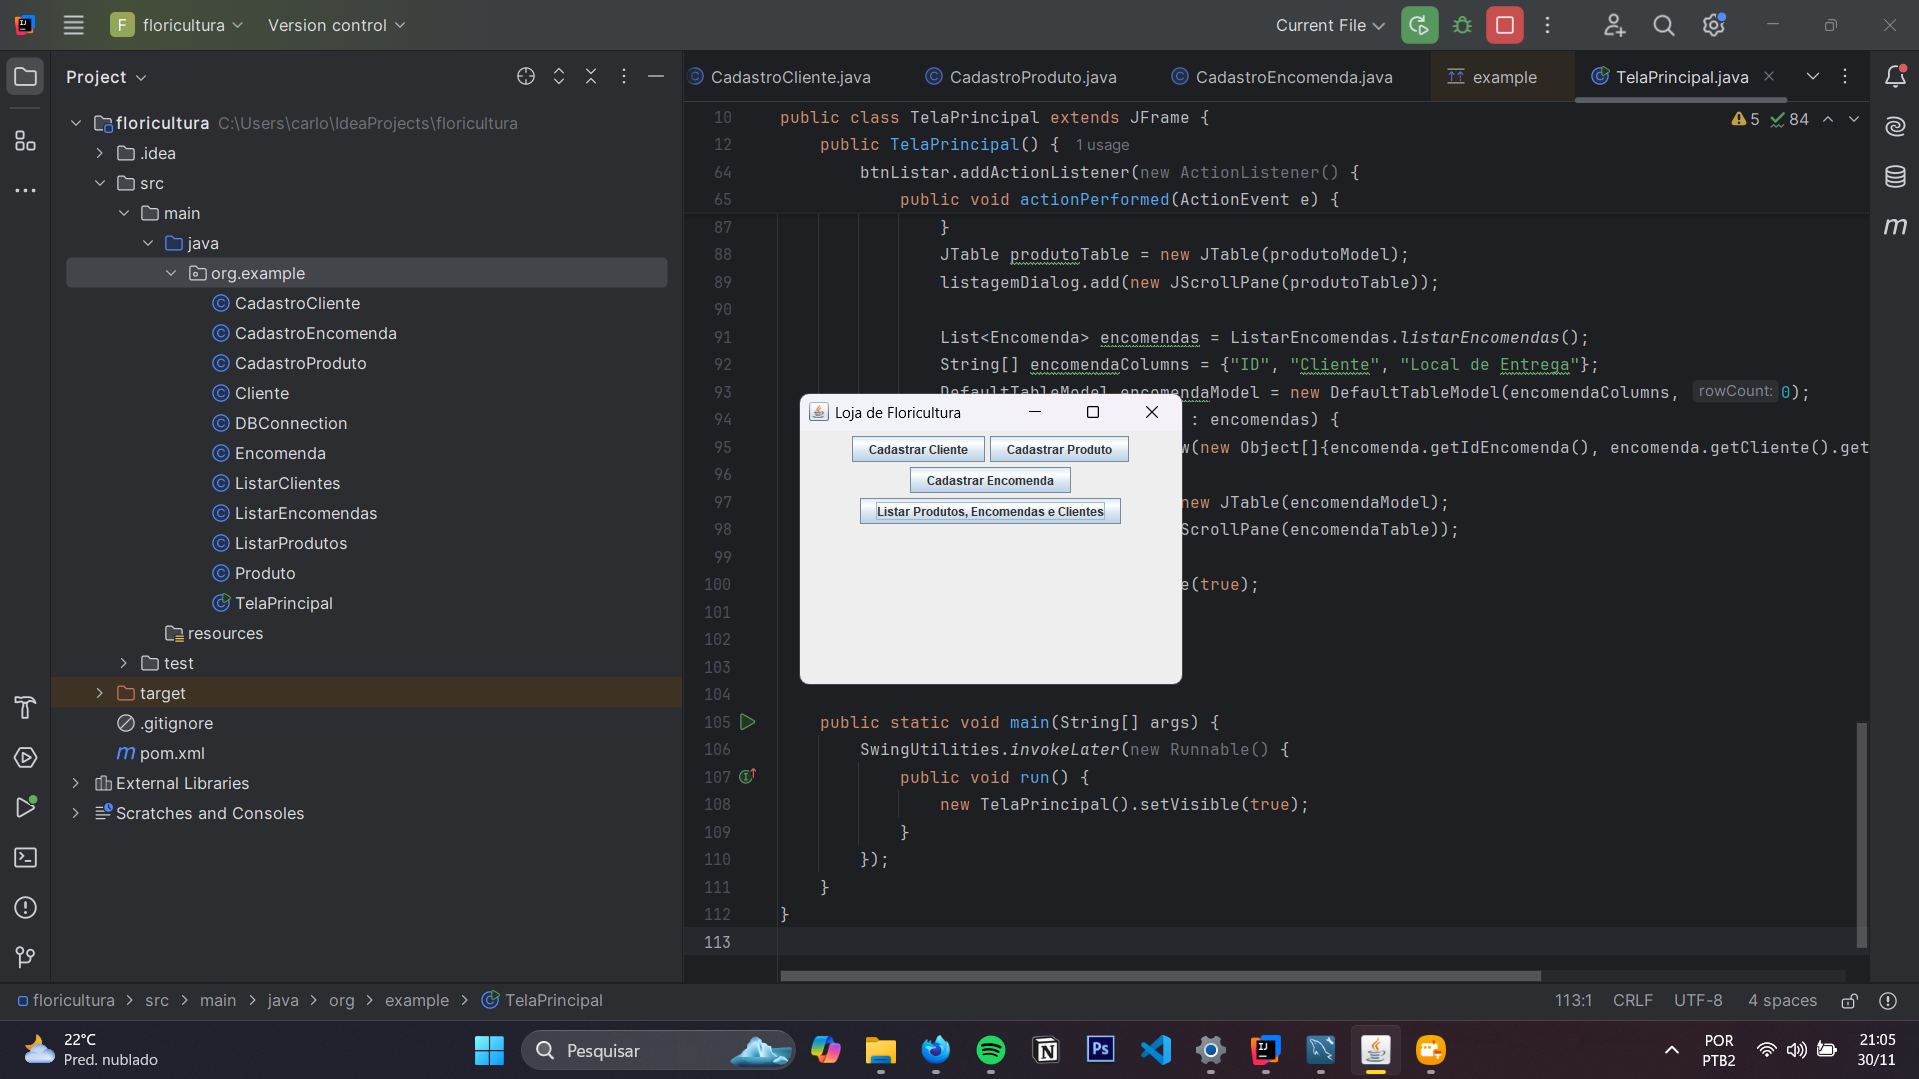 F floricultura Version control Current File
Project
CadastroCliente.java CadastroProduto.java CadastroEncomenda.java example TelaPrincipal.java
floricultura C:\Users\carlo\IdeaProjects\floricultura
.idea
src
main
java
org.example
CadastroCliente
CadastroEncomenda
CadastroProduto
Cliente
DBConnection
Encomenda
ListarClientes
ListarEncomendas
ListarProdutos
Produto
TelaPrincipal
resources
test
target
.gitignore
pom.xml
External Libraries
Scratches and Consoles
10 public class TelaPrincipal extends JFrame {
5 84
12 public TelaPrincipal() { 1 usage
64 btnListar.addActionListener(new ActionListener() {
65 public void actionPerformed(ActionEvent e) {
87 }
88 JTable produtoTable = new JTable(produtoModel);
89 listagemDialog.add(new JScrollPane(produtoTable));
90
91 List<Encomenda> encomendas = ListarEncomendas.listarEncomendas();
92 String[] encomendaColumns = {"ID", "Cliente", "Local de Entrega"};
93 DefaultTableModel encomendaModel = new DefaultTableModel(encomendaColumns, rowCount: 0);
94 : encomendas) {
95 w(new Object[]{encomenda.getIdEncomenda(), encomenda.getCliente().get
96
97 new JTable(encomendaModel);
98 ScrollPane(encomendaTable));
99
100 e(true);
101
102
103
104
105 public static void main(String[] args) {
106 SwingUtilities.invokeLater(new Runnable() {
107 public void run() {
108 new TelaPrincipal().setVisible(true);
109 }
110 });
111 }
112 }
113
Loja de Floricultura
Cadastrar Cliente Cadastrar Produto
Cadastrar Encomenda
Listar Produtos, Encomendas e Clientes
floricultura > src > main > java > org > example > TelaPrincipal
113:1 CRLF UTF-8 4 spaces
22°C
Pred. nublado
Pesquisar
POR
PTB2
21:05
30/11